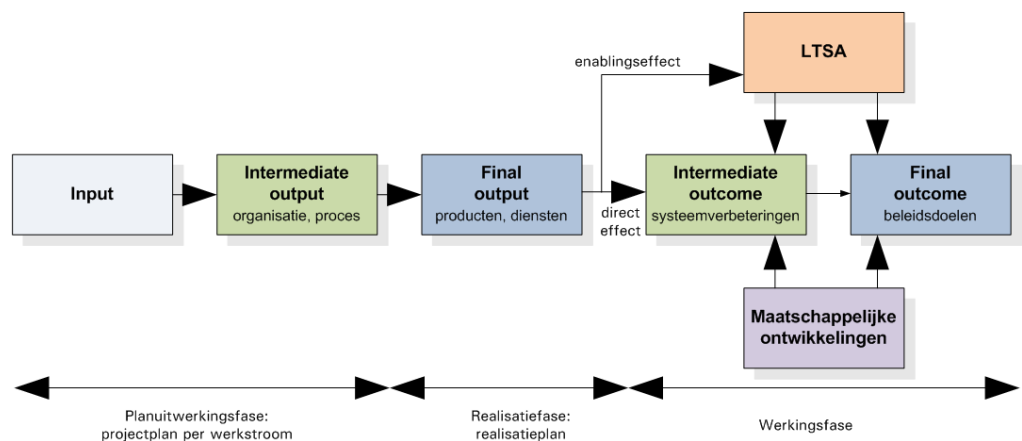 LTSA
enablingseffect
Input
Intermediate
output
organisatie, proces
Final
output
producten, diensten
direct
effect
Intermediate
outcome
systeemverbeteringen
Final
outcome
beleidsdoelen
Maatschappelijke
ontwikkelingen
Planuitwerkingsfase:
projectplan per werkstroom
Realisatiefase:
realisatieplan
Werkingsfase